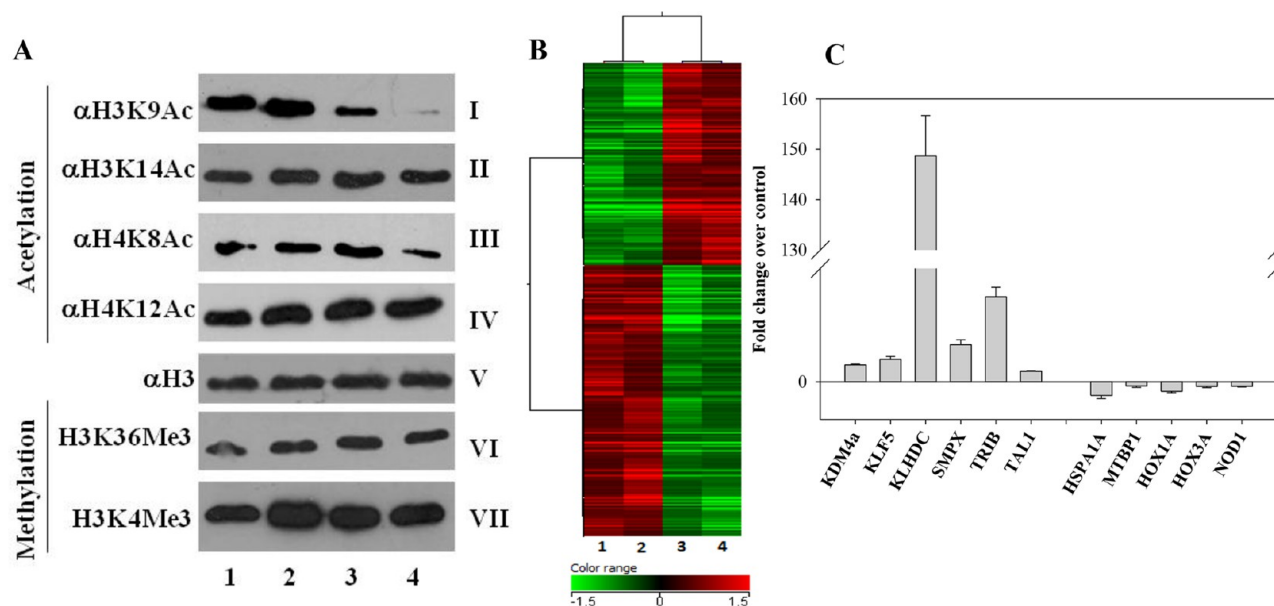 A
Acetylation
αH3K9Ac
I
αH3K14Ac
II
αH4K8Ac
III
αH4K12Ac
IV
αH3
V
Methylation
H3K36Me3
VI
H3K4Me3
VII
1 2 3 4
B
1 2 3 4
Color range
-1.5 0 1.5
C
Fold change over control
160
150
140
130
0
KDM4a
KLF5
KLHDC
SMPX
TRIB
TAL1
HSPA1A
MTBP1
HOX1A
HOX3A
NOD1